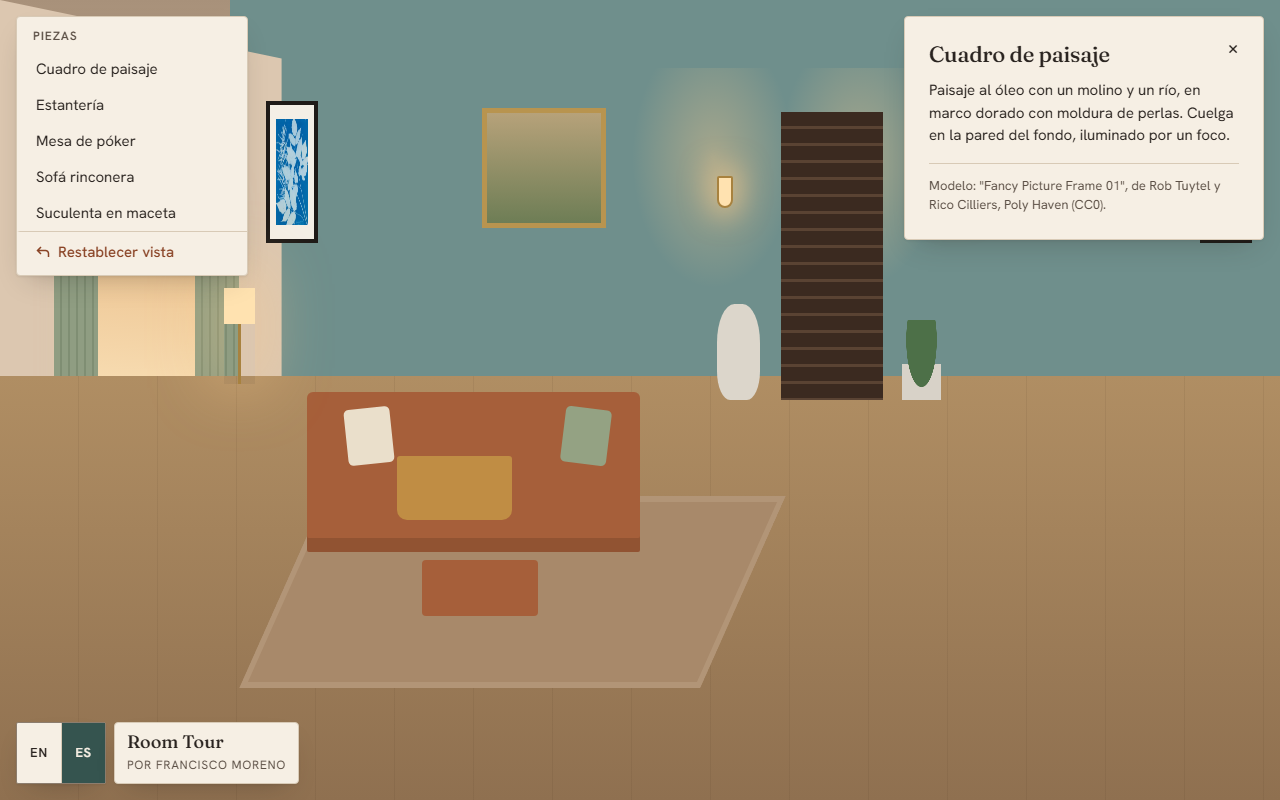 PIEZAS
Cuadro de paisaje
Estantería
Mesa de póker
Sofá rinconera
Suculenta en maceta
Restablecer vista
Cuadro de paisaje
×
Paisaje al óleo con un molino y un río, en
marco dorado con moldura de perlas. Cuelga
en la pared del fondo, iluminado por un foco.
Modelo: "Fancy Picture Frame 01", de Rob Tuytel y
Rico Cilliers, Poly Haven (CC0).
EN ES
Room Tour
POR FRANCISCO MORENO